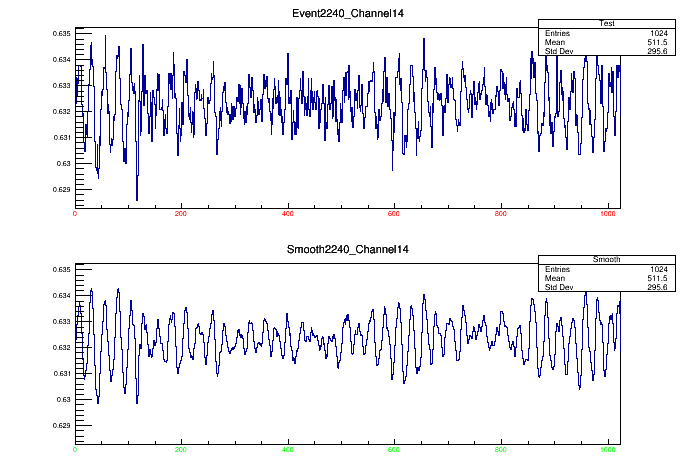 Event2240_Channel14
Test
Entries 1024
Mean 511.5
Std Dev 295.6
0.635
0.634
0.633
0.632
0.631
0.63
0.629
0 200 400 600 800 1000
Smooth2240_Channel14
Smooth
Entries 1024
Mean 511.5
Std Dev 295.6
0.635
0.634
0.633
0.632
0.631
0.63
0.629
0 200 400 600 800 1000